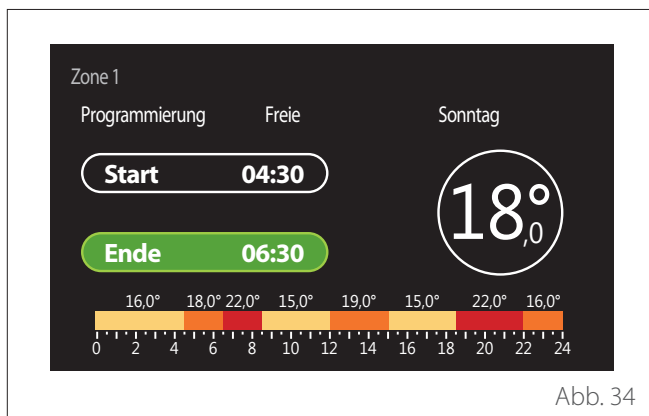 Zone 1
Programmierung Freie Sonntag
Start 04:30
18°,0
Ende 06:30
16,0° 18,0° 22,0° 15,0° 19,0° 15,0° 22,0° 16,0°
0 2 4 6 8 10 12 14 16 18 20 22 24
Abb. 34